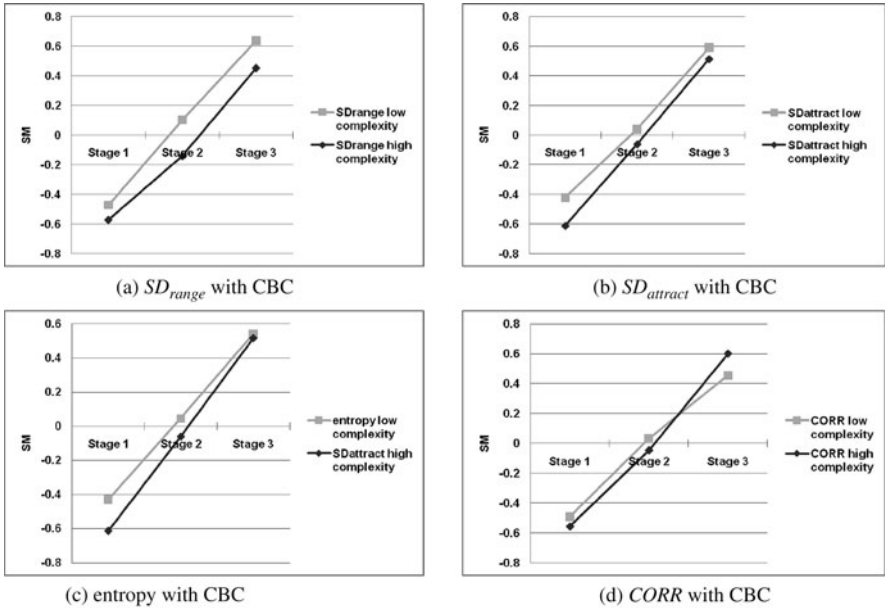 0.8
0.6
0.4
0.2
0
-0.2
-0.4
-0.6
-0.8
SM
Stage 1 Stage 2 Stage 3
SDrange low
complexity
SDrange high
complexity
(a) SDrange with CBC
0.8
0.6
0.4
0.2
0
-0.2
-0.4
-0.6
-0.8
SM
Stage 1 Stage 2 Stage 3
SDattract low
complexity
SDattract high
complexity
(b) SDattract with CBC
0.6
0.4
0.2
0
-0.2
-0.4
-0.6
-0.8
SM
Stage 1 Stage 2 Stage 3
entropy low
complexity
SDattract high
complexity
(c) entropy with CBC
0.8
0.6
0.4
0.2
0
-0.2
-0.4
-0.6
-0.8
SM
Stage 1 Stage 2 Stage 3
CORR low
complexity
CORR high
complexity
(d) CORR with CBC